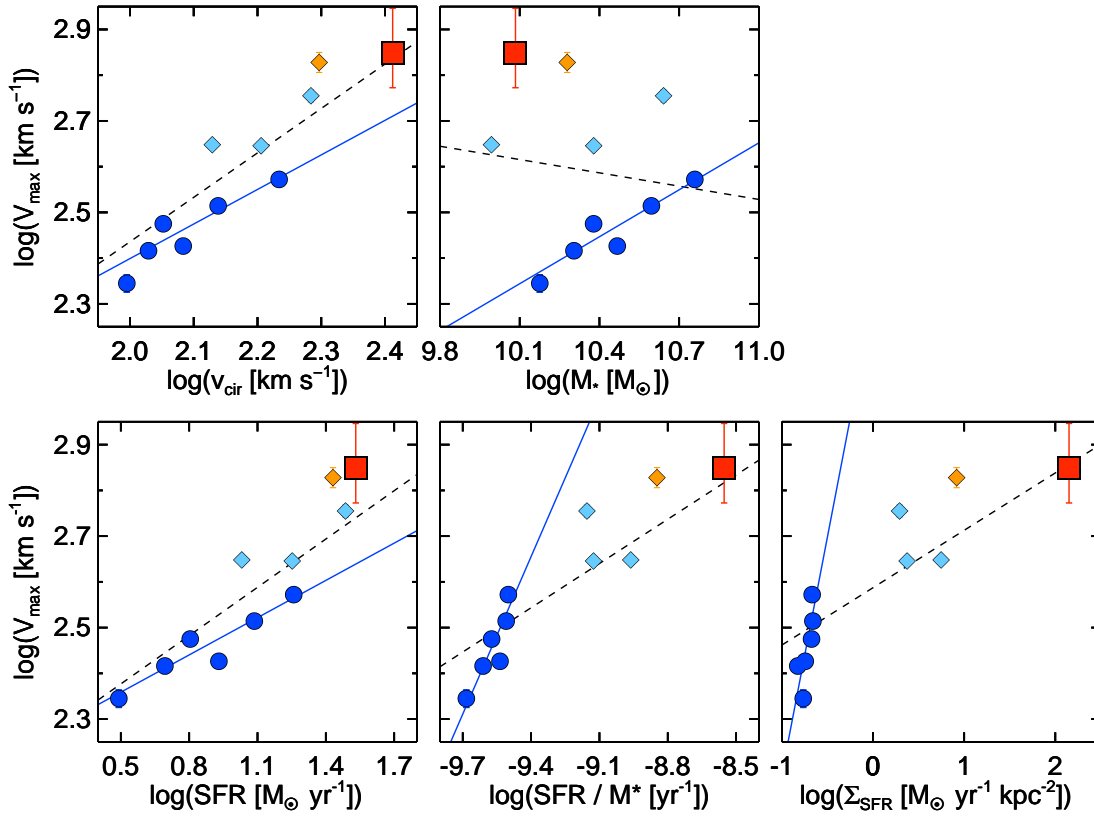 2.9
2.7
2.5
2.3
log(V_max [km s⁻¹])
2.0 2.1 2.2 2.3 2.4
log(v_cir [km s⁻¹])
9.8 10.1 10.4 10.7 11.0
log(M_* [M_⊙])
2.9
2.7
2.5
2.3
log(V_max [km s⁻¹])
0.5 0.8 1.1 1.4 1.7
log(SFR [M_⊙ yr⁻¹])
-9.7 -9.4 -9.1 -8.8 -8.5
log(SFR / M* [yr⁻¹])
-1 0 1 2
log(Σ_SFR [M_⊙ yr⁻¹ kpc⁻²])